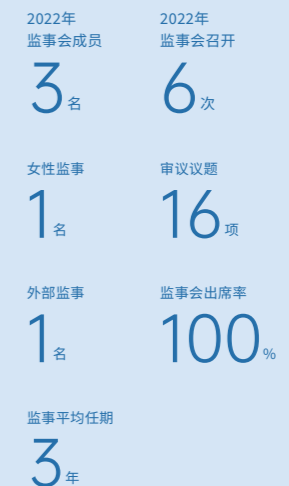 2022年
监事会成员
3名
2022年
监事会召开
6次
女性监事
1名
审议议题
16项
外部监事
1名
监事会出席率
100%
监事平均任期
3年